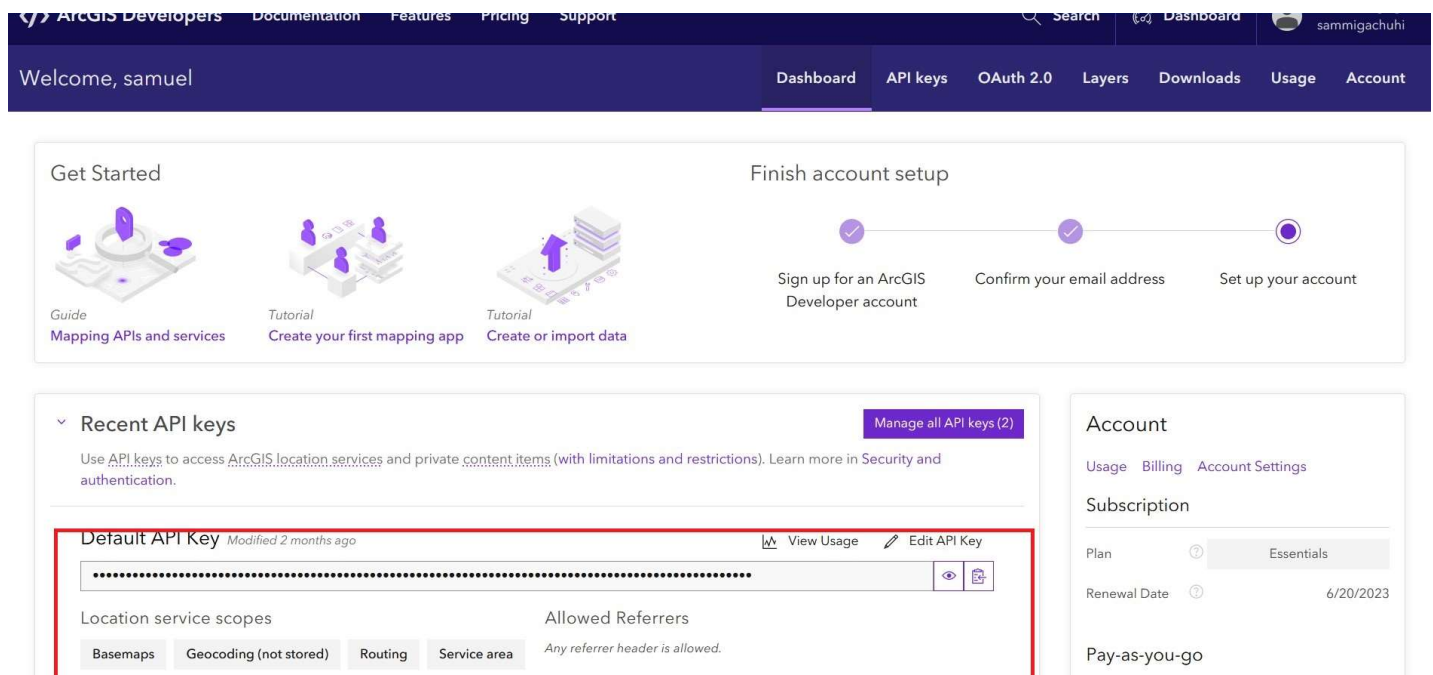 </> ArcGIS Developers Documentation Features Pricing Support Search Dashboard
sammigachuhi
Welcome, samuel Dashboard API keys OAuth 2.0 Layers Downloads Usage Account
Get Started
Guide
Mapping APIs and services
Tutorial
Create your first mapping app
Tutorial
Create or import data
Finish account setup
Sign up for an ArcGIS
Developer account
Confirm your email address
Set up your account
Recent API keys
Manage all API keys (2)
Use API keys to access ArcGIS location services and private content items (with limitations and restrictions). Learn more in Security and
authentication.
Default API Key Modified 2 months ago
View Usage Edit API Key
Location service scopes
Basemaps Geocoding (not stored) Routing Service area
Allowed Referrers
Any referrer header is allowed.
Account
Usage Billing Account Settings
Subscription
Plan Essentials
Renewal Date 6/20/2023
Pay-as-you-go